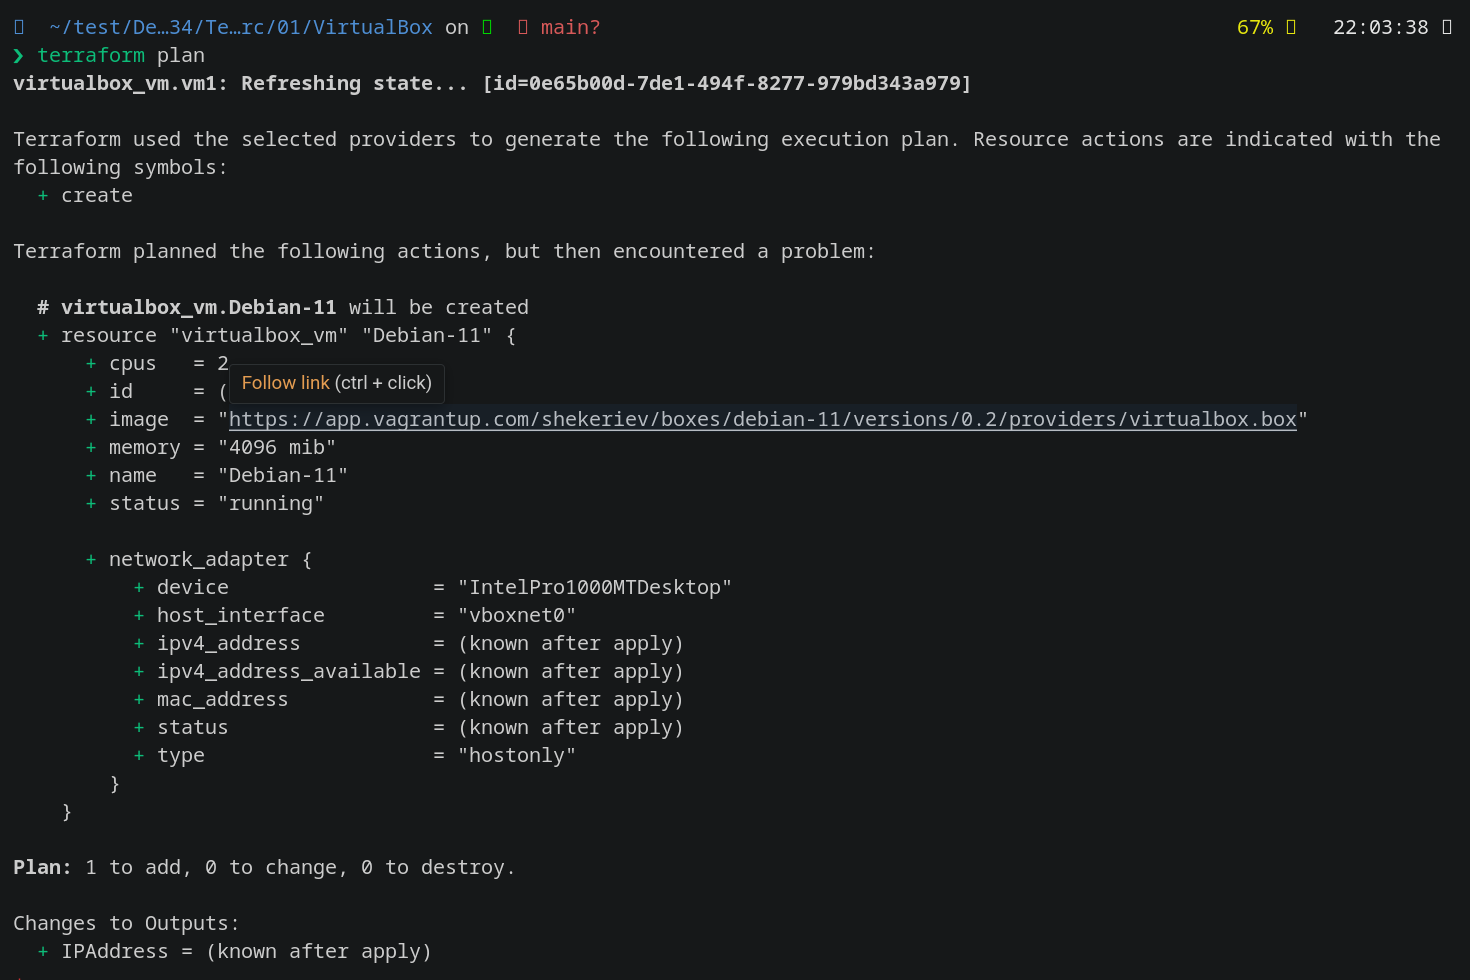 ~/test/De…34/Te…rc/01/VirtualBox on main? 67% 22:03:38
❯ terraform plan
virtualbox_vm.vm1: Refreshing state... [id=0e65b00d-7de1-494f-8277-979bd343a979]
Terraform used the selected providers to generate the following execution plan. Resource actions are indicated with the
following symbols:
+ create
Terraform planned the following actions, but then encountered a problem:
# virtualbox_vm.Debian-11 will be created
+ resource "virtualbox_vm" "Debian-11" {
+ cpus = 2
Follow link (ctrl + click)
+ id = (
+ image = "https://app.vagrantup.com/shekeriev/boxes/debian-11/versions/0.2/providers/virtualbox.box"
+ memory = "4096 mib"
+ name = "Debian-11"
+ status = "running"
+ network_adapter {
+ device = "IntelPro1000MTDesktop"
+ host_interface = "vboxnet0"
+ ipv4_address = (known after apply)
+ ipv4_address_available = (known after apply)
+ mac_address = (known after apply)
+ status = (known after apply)
+ type = "hostonly"
}
}
Plan: 1 to add, 0 to change, 0 to destroy.
Changes to Outputs:
+ IPAddress = (known after apply)